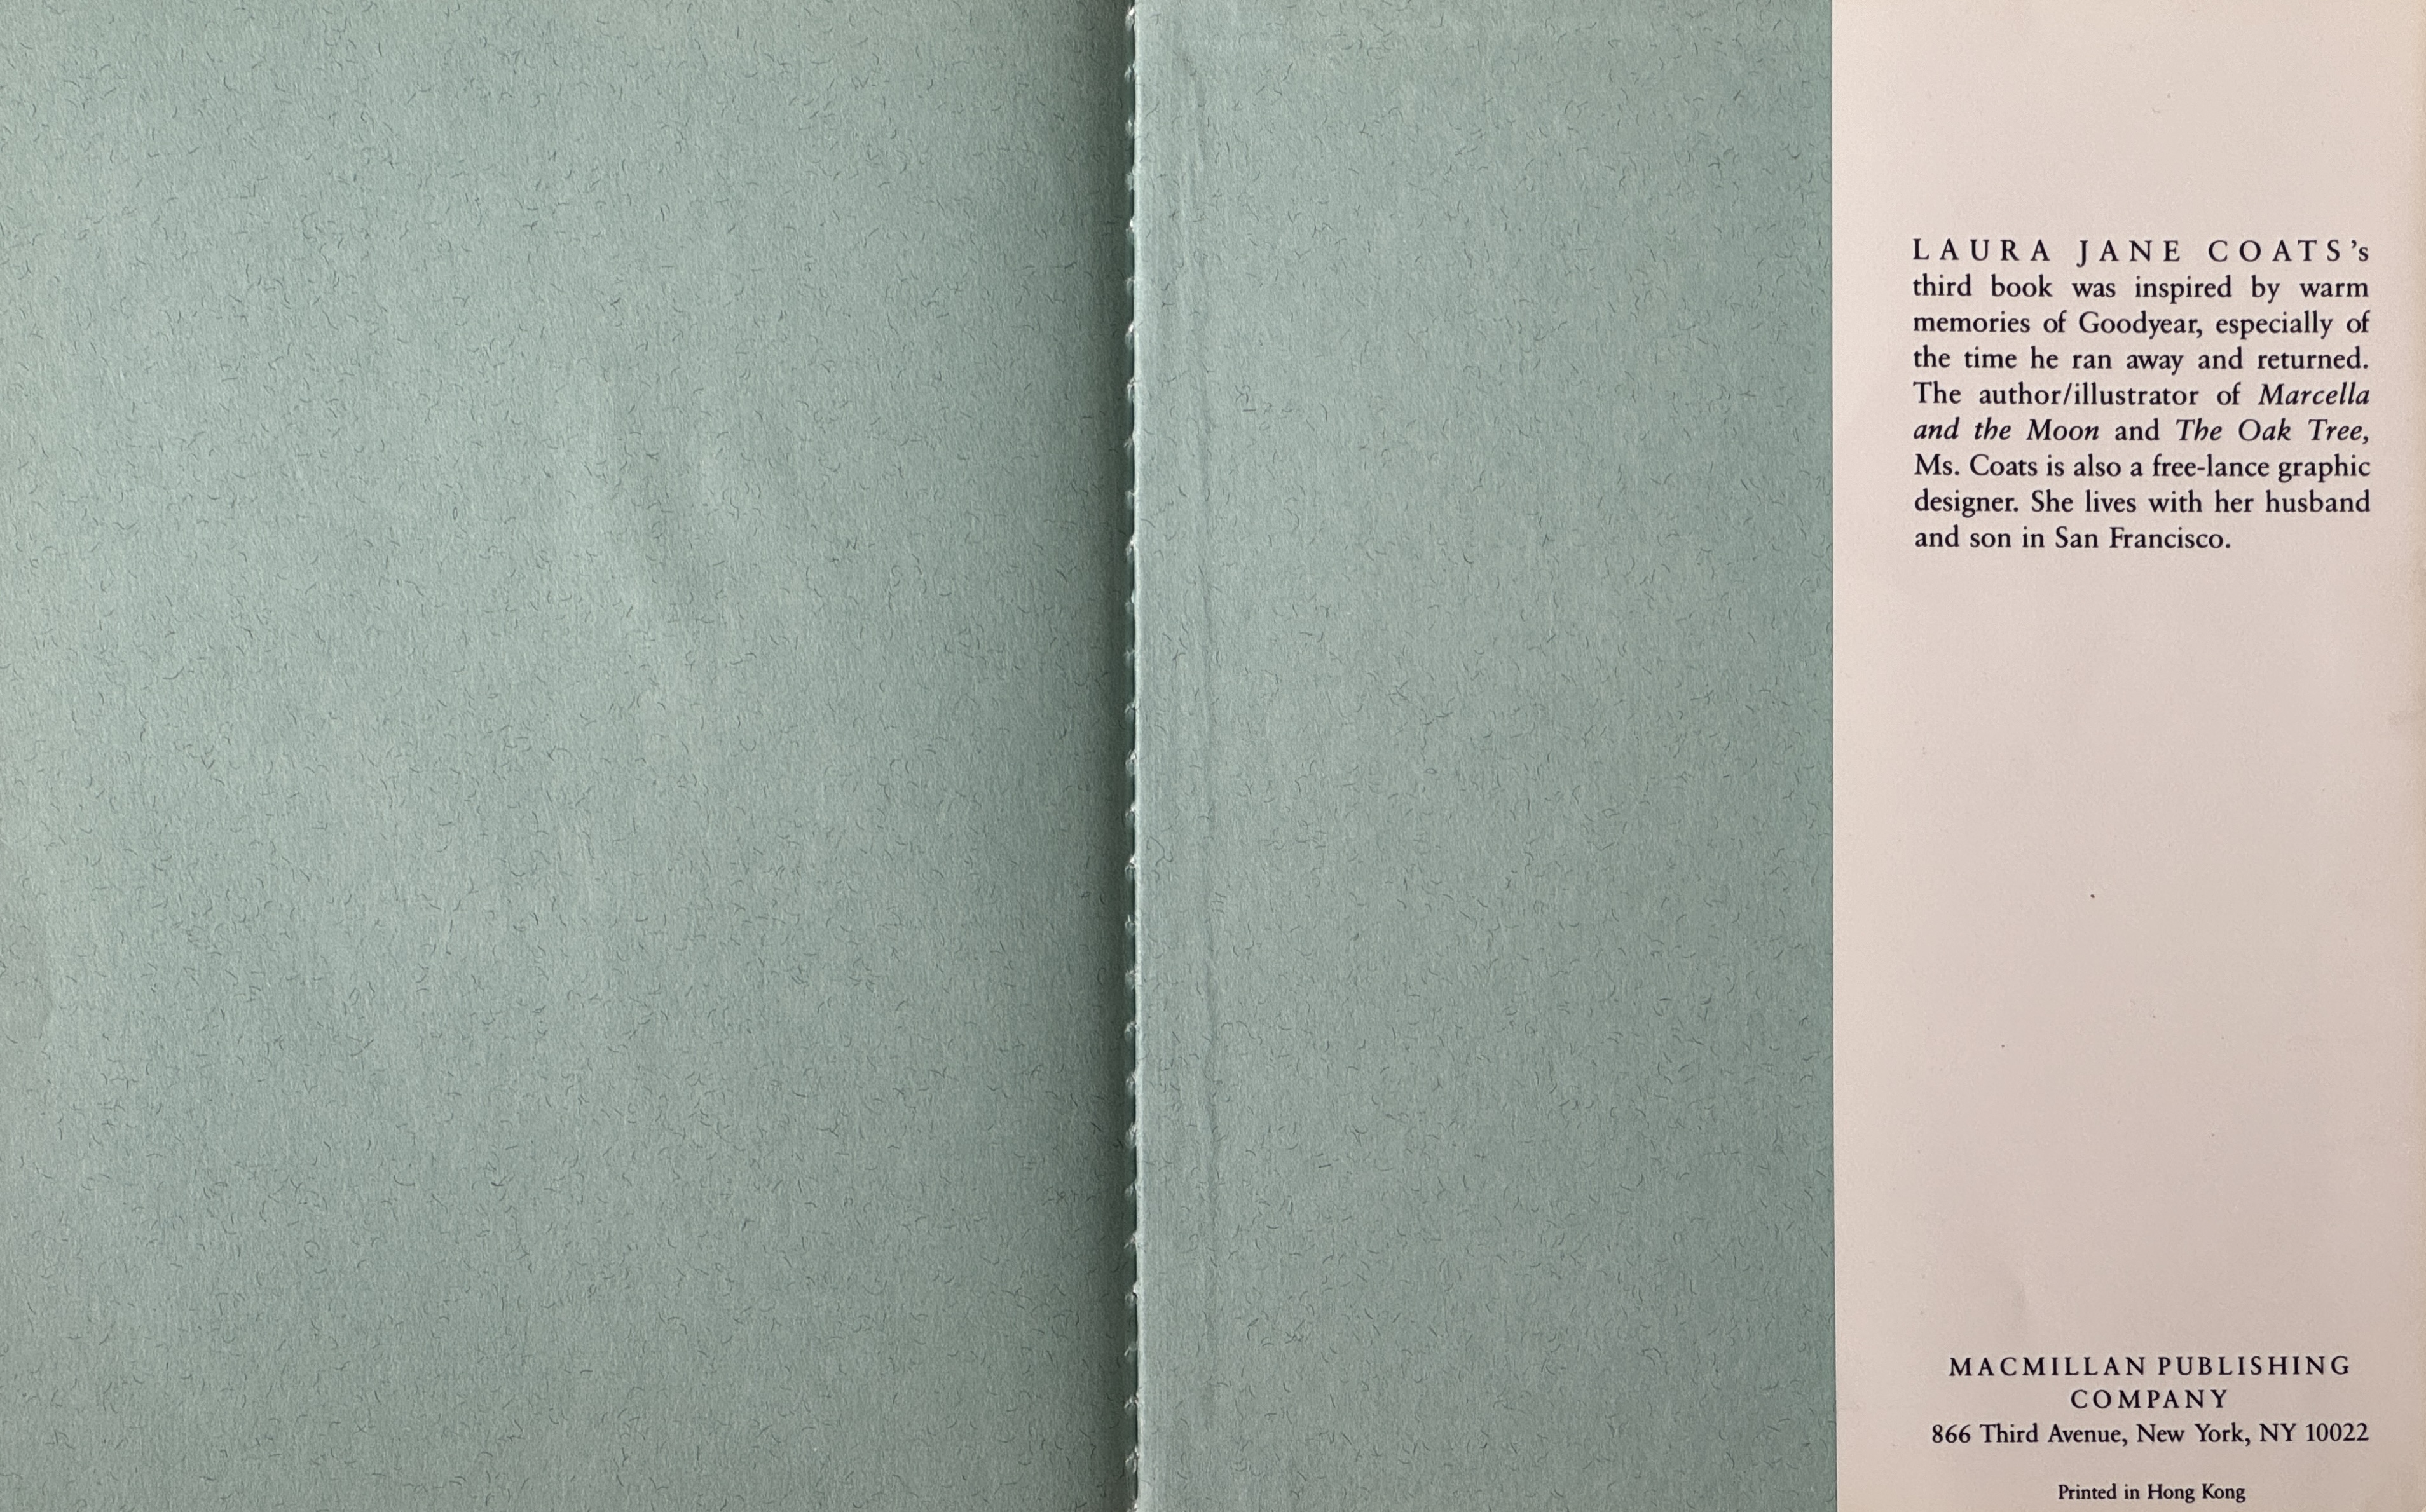 LAURA JANE COATS's
third book was inspired by warm
memories of Goodyear, especially of
the time he ran away and returned.
The author/illustrator of Marcella
and the Moon and The Oak Tree,
Ms. Coats is also a free-lance graphic
designer. She lives with her husband
and son in San Francisco.
MACMILLAN PUBLISHING
COMPANY
866 Third Avenue, New York, NY 10022
Printed in Hong Kong